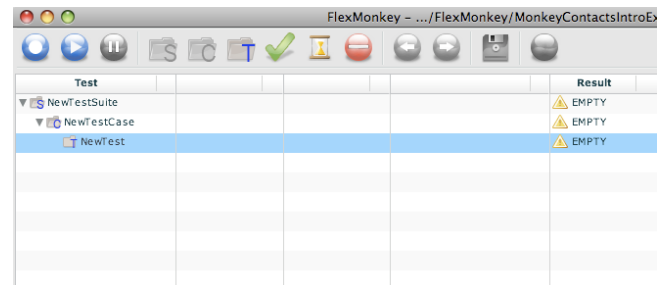 FlexMonkey – .../FlexMonkey/MonkeyContactsIntroEx
S C T
Test Result
S NewTestSuite EMPTY
C NewTestCase EMPTY
T NewTest EMPTY